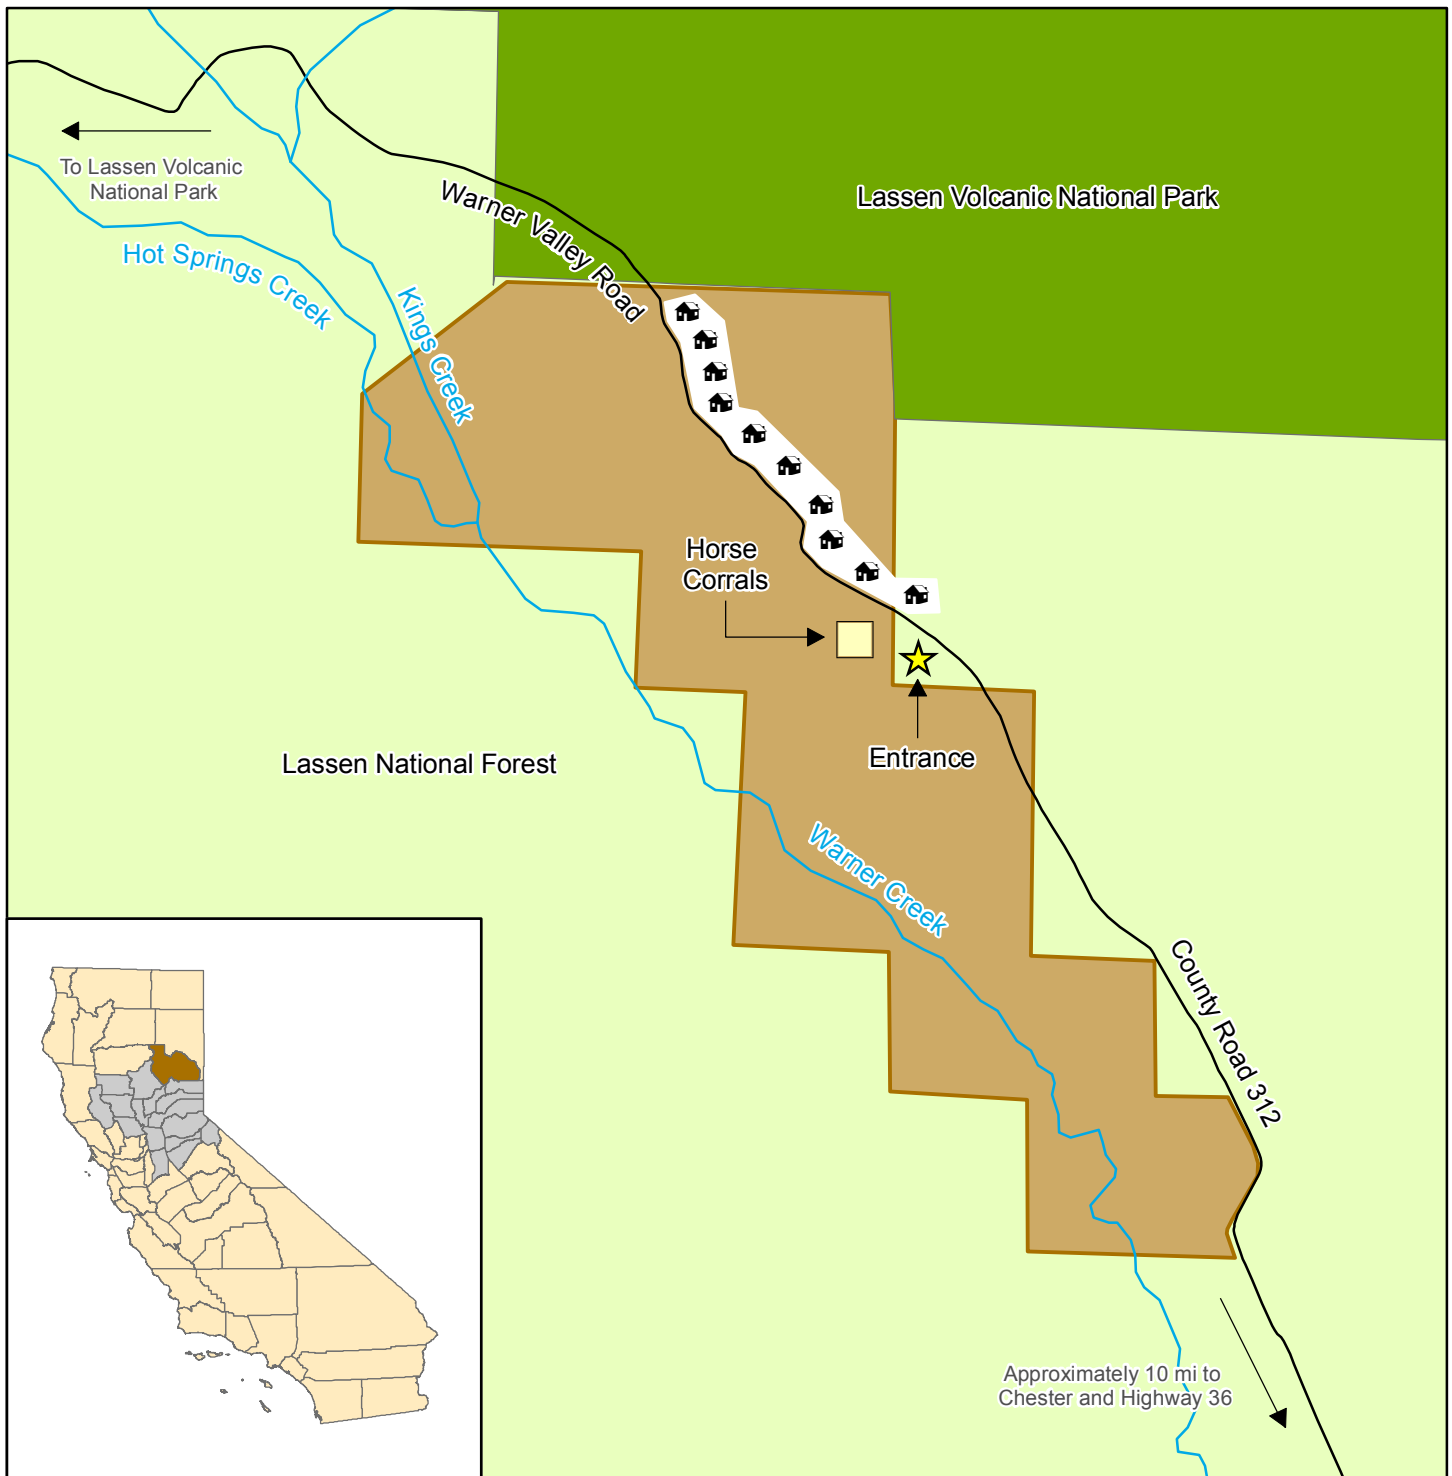 To Lassen Volcanic
National Park
Lassen Volcanic National Park
Warner Valley Road
Hot Springs Creek
Kings Creek
Horse
Corrals
Entrance
Lassen National Forest
Warner Creek
County Road 312
Approximately 10 mi to
Chester and Highway 36